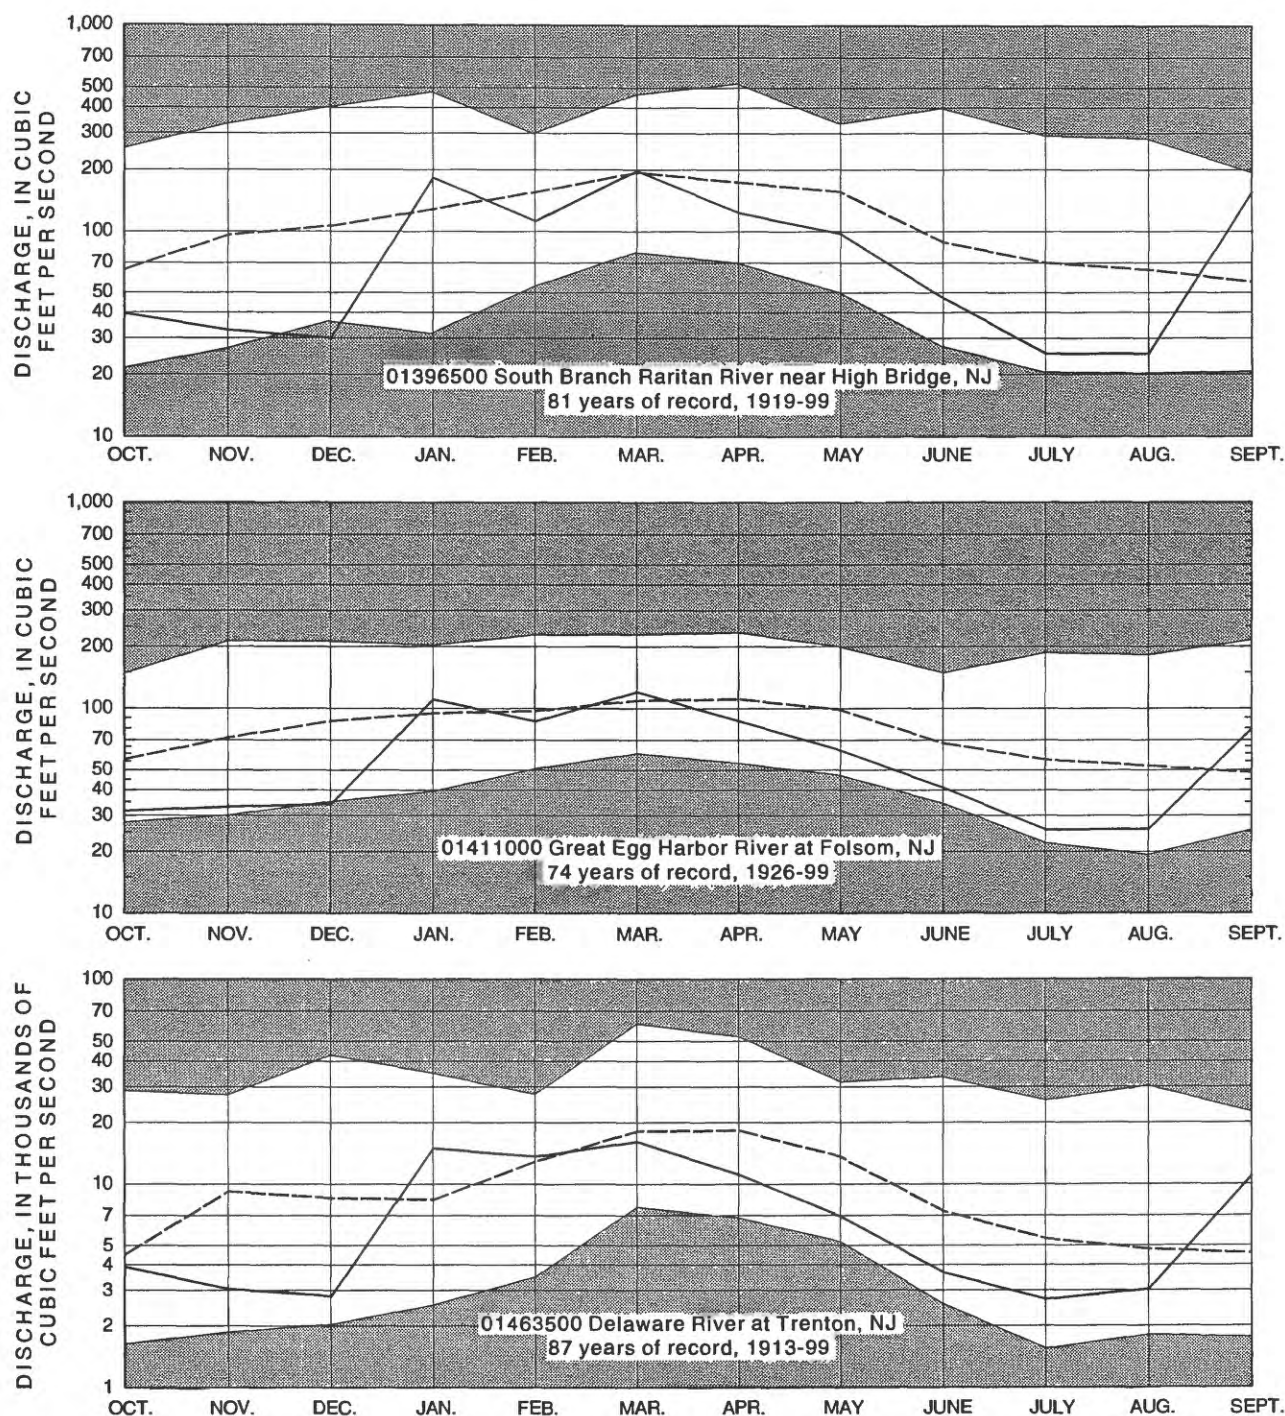 DISCHARGE, IN CUBIC
FEET PER SECOND
1,000
700
500
400
300
200
100
70
50
40
30
20
10
01396500 South Branch Raritan River near High Bridge, NJ
81 years of record, 1919-99
OCT. NOV. DEC. JAN. FEB. MAR. APR. MAY JUNE JULY AUG. SEPT.
DISCHARGE, IN CUBIC
FEET PER SECOND
1,000
700
500
400
300
200
100
70
50
40
30
20
10
01411000 Great Egg Harbor River at Folsom, NJ
74 years of record, 1926-99
OCT. NOV. DEC. JAN. FEB. MAR. APR. MAY JUNE JULY AUG. SEPT.
DISCHARGE, IN THOUSANDS OF
CUBIC FEET PER SECOND
100
70
50
40
30
20
10
7
5
4
3
2
1
01463500 Delaware River at Trenton, NJ
87 years of record, 1913-99
OCT. NOV. DEC. JAN. FEB. MAR. APR. MAY JUNE JULY AUG. SEPT.